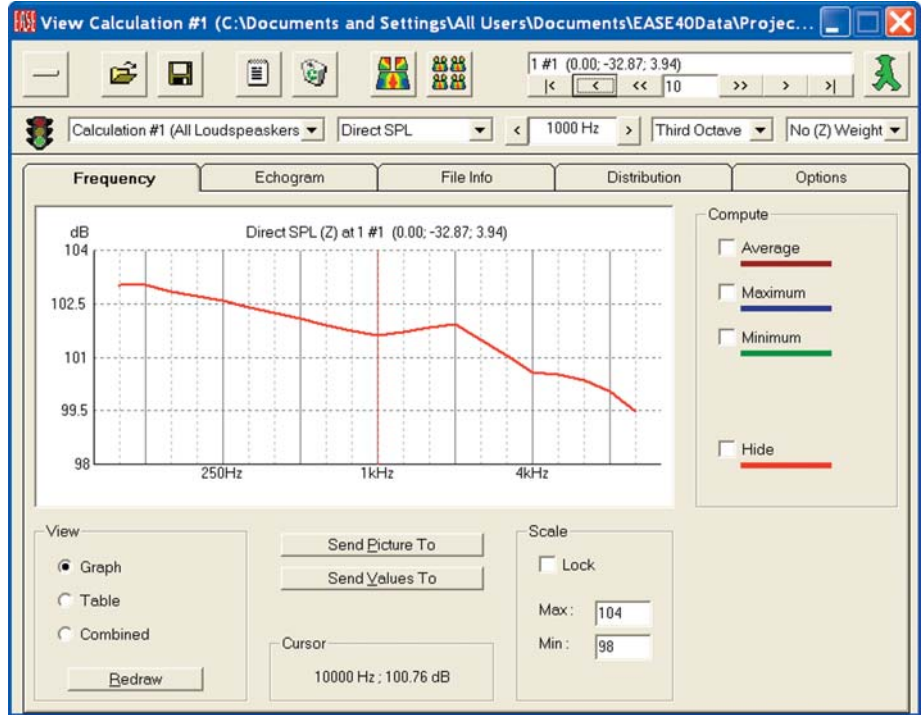 EASE View Calculation #1 (C:\Documents and Settings\All Users\Documents\EASE40Data\Projec...
1 #1 (0.00; -32.87; 3.94)
|< < << 10 >> > >|
Calculation #1 (All Loudspeaskers Direct SPL < 1000 Hz > Third Octave No (Z) Weight
Frequency Echogram File Info Distribution Options
dB Direct SPL (Z) at 1 #1 (0.00; -32.87; 3.94)
104
102.5
101
99.5
98
250Hz 1kHz 4kHz
Compute
Average
Maximum
Minimum
Hide
View
Graph
Table
Combined
Redraw
Send Picture To
Send Values To
Cursor
10000 Hz ; 100.76 dB
Scale
Lock
Max : 104
Min : 98